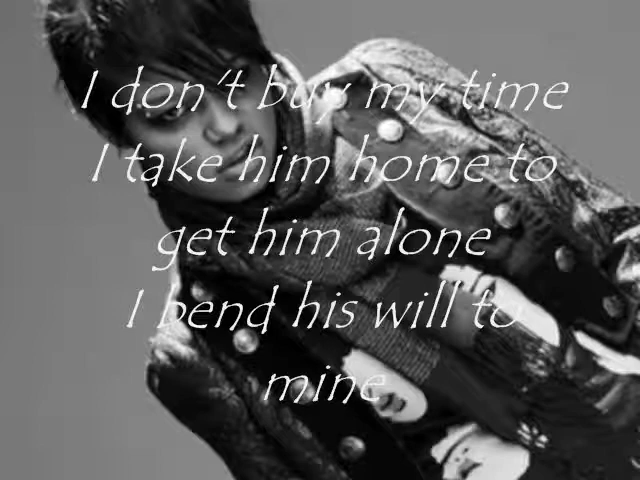 I don't buy my time
I take him home to
get him alone
I bend his will to
mine